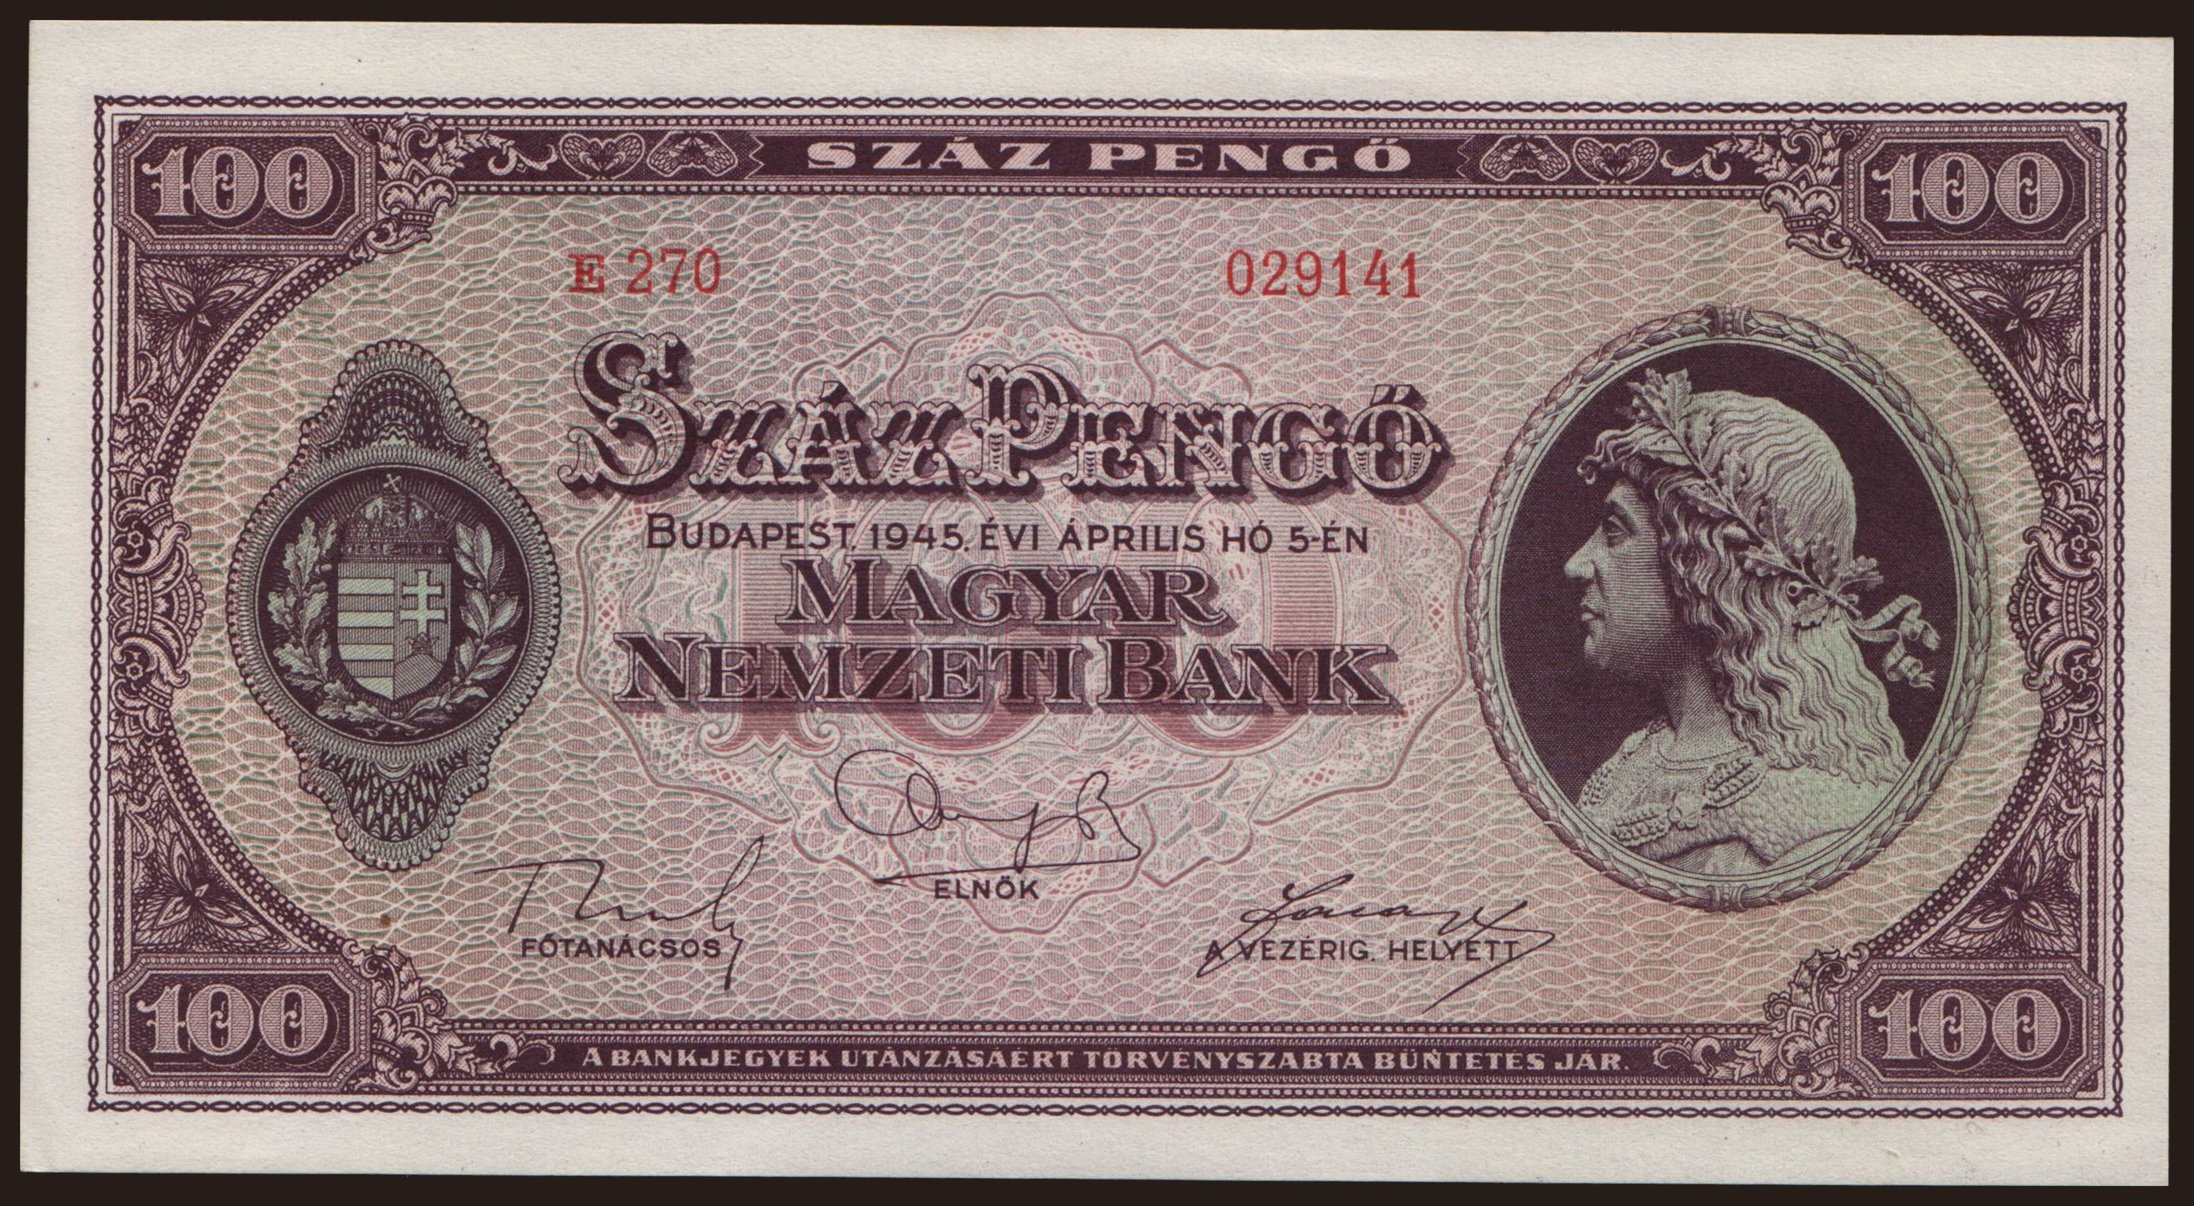 100 SZÁZ PENGŐ 100
E 270 029141
SZÁZ PENGŐ
BUDAPEST, 1945. ÉVI ÁPRILIS HÓ 5-ÉN
MAGYAR
NEMZETI BANK
100
ELNÖK
FŐTANÁCSOS A VEZÉRIG. HELYETT
100 A BANKJEGYEK UTÁNZÁSÁÉRT TÖRVÉNYSZABTA BÜNTETÉS JÁR. 100